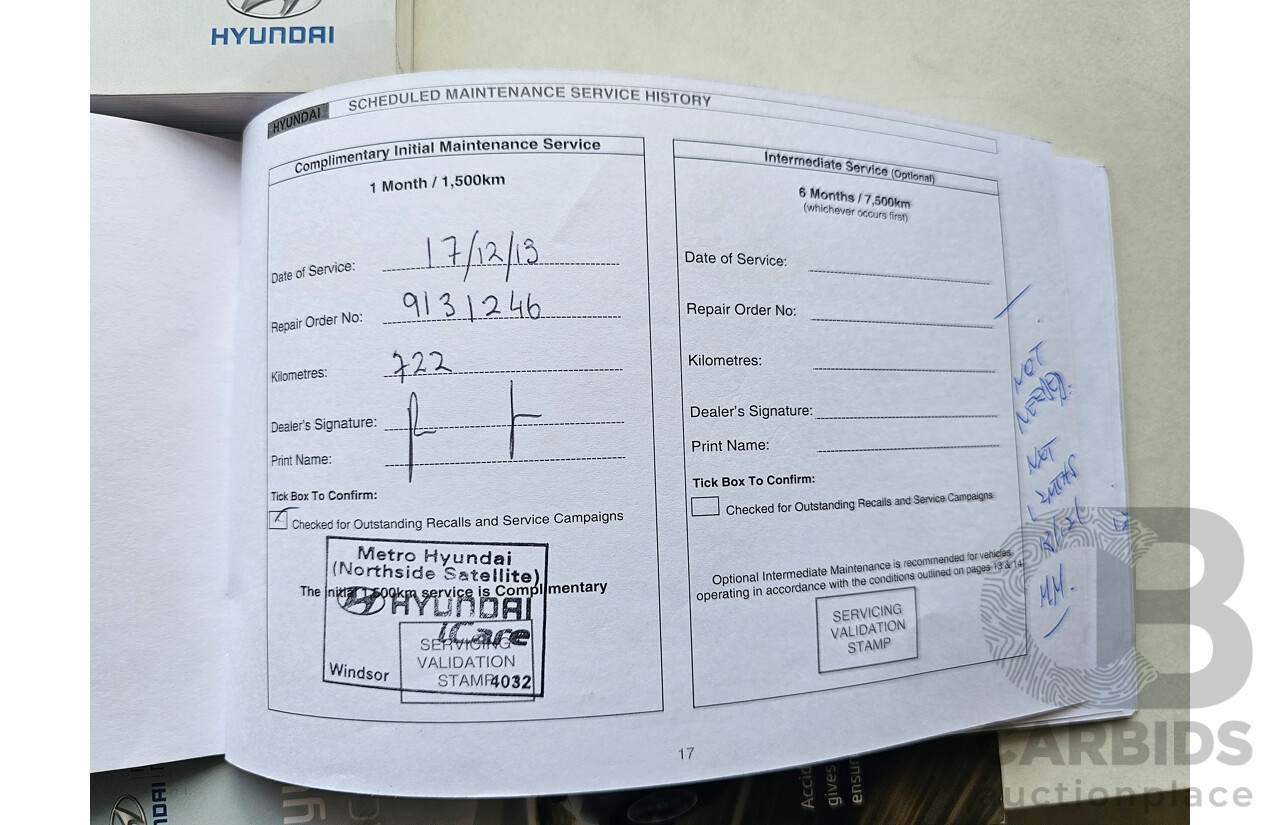 HYUNDAI
HYUNDAI
SCHEDULED MAINTENANCE SERVICE HISTORY
Complimentary Initial Maintenance Service
1 Month / 1,500km
Date of Service: 17/12/13
Repair Order No: 9131246
Kilometres: 722
Dealer's Signature:
Print Name:
Tick Box To Confirm:
Checked for Outstanding Recalls and Service Campaigns
Metro Hyundai
(Northside Satellite)
The initial 1,500km service is Complimentary
HYUNDAI
iCare
SERVICING
VALIDATION
STAMP
Windsor
4032
Intermediate Service (Optional)
6 Months / 7,500km
(whichever occurs first)
Date of Service:
Repair Order No:
Kilometres:
Dealer's Signature:
Print Name:
Tick Box To Confirm:
Checked for Outstanding Recalls and Service Campaigns
Optional Intermediate Maintenance is recommended for vehicles
operating in accordance with the conditions outlined on pages 13 & 14
SERVICING
VALIDATION
STAMP
NOT
NEEDED.
17
Accid
gives
ensur
CARBIDS
auctionplace